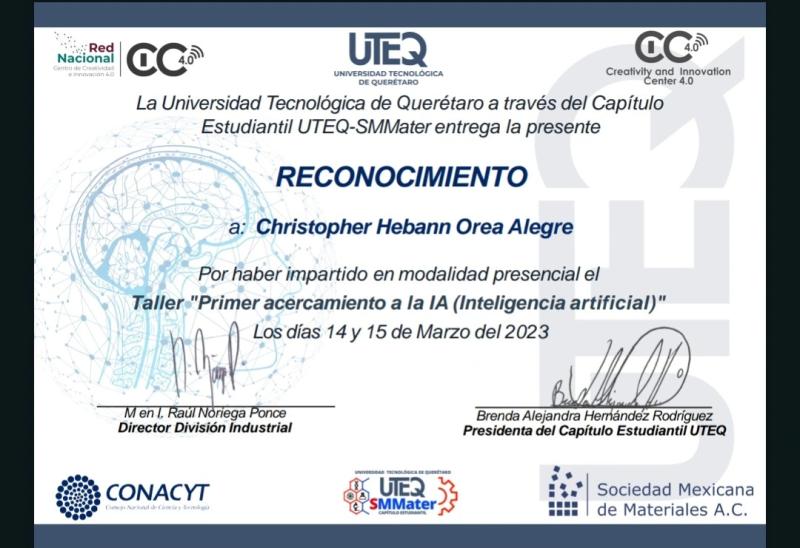 Red
Nacional
Centro de Creatividad
e Innovación 4.0
CIC 4.0
UTEQ
UNIVERSIDAD TECNOLÓGICA
DE QUERÉTARO
CIC 4.0
Creativity and Innovation
Center 4.0
La Universidad Tecnológica de Querétaro a través del Capítulo
Estudiantil UTEQ-SMMater entrega la presente
RECONOCIMIENTO
a: Christopher Hebann Orea Alegre
Por haber impartido en modalidad presencial el
Taller "Primer acercamiento a la IA (Inteligencia artificial)"
Los días 14 y 15 de Marzo del 2023
M en I. Raúl Nóriega Ponce
Director División Industrial
Brenda Alejandra Hernández Rodríguez
Presidenta del Capítulo Estudiantil UTEQ
UTEQ
CONACYT
Consejo Nacional de Ciencia y Tecnología
UNIVERSIDAD TECNOLÓGICA DE QUERÉTARO
UTEQ
SMMater
CAPÍTULO ESTUDIANTIL
Sociedad Mexicana
de Materiales A.C.